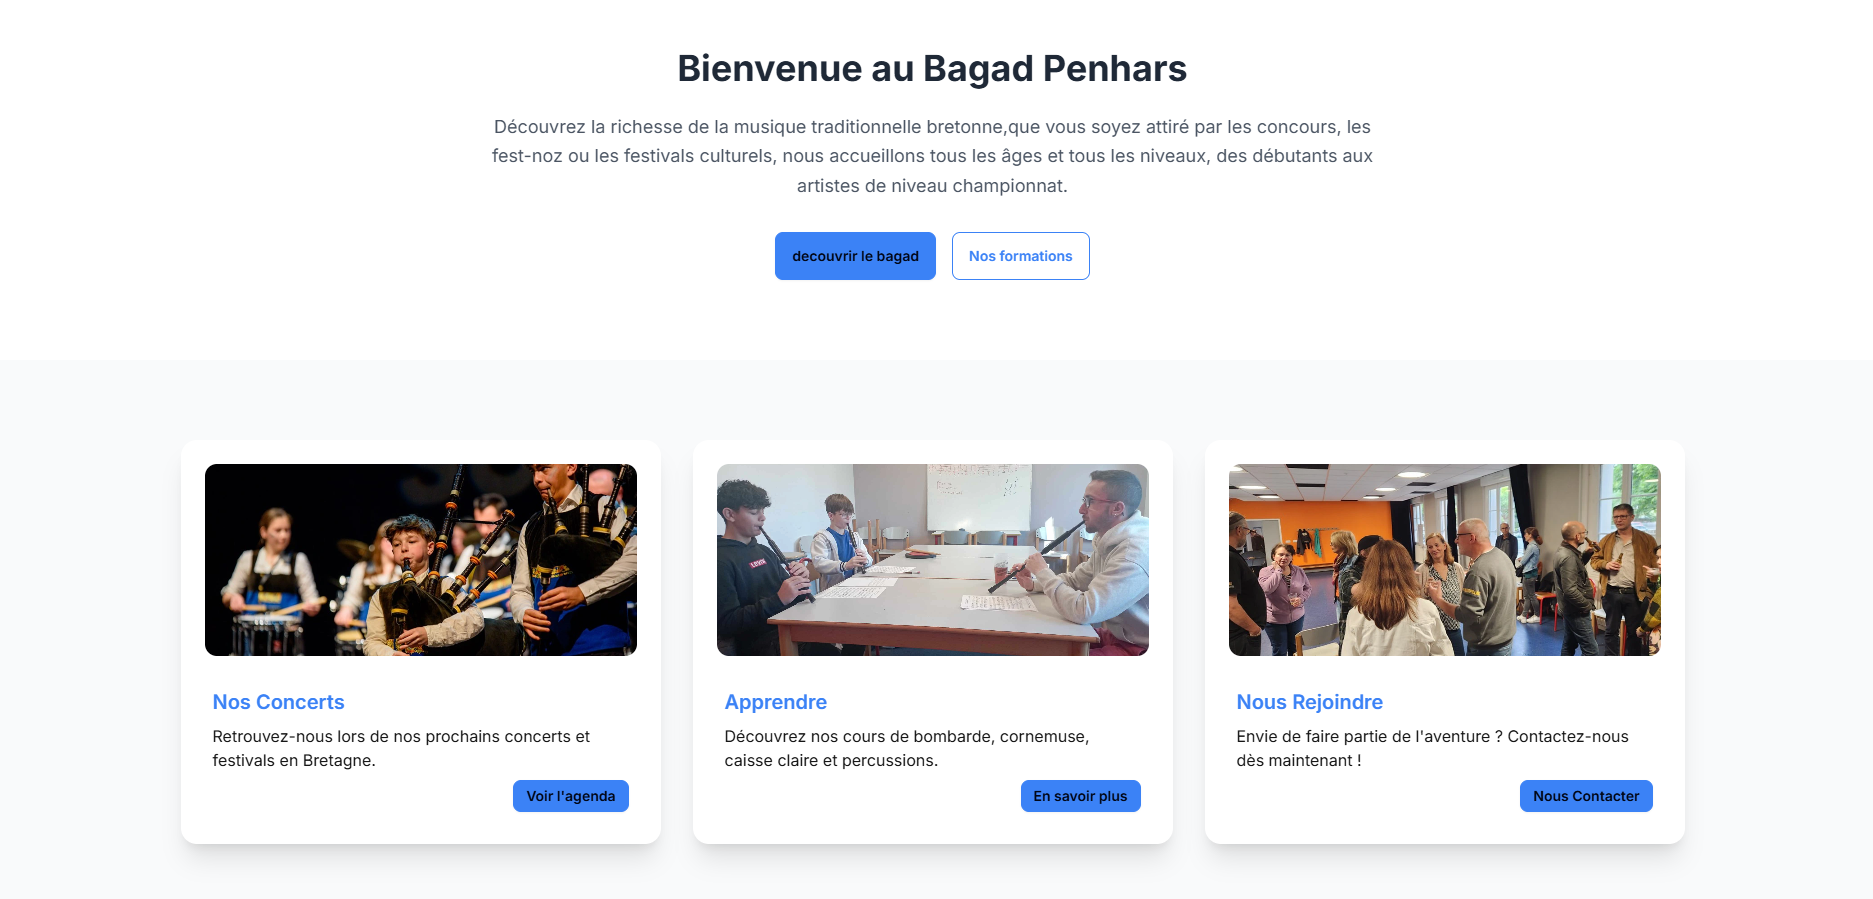 Bienvenue au Bagad Penhars
Découvrez la richesse de la musique traditionnelle bretonne,que vous soyez attiré par les concours, les
fest-noz ou les festivals culturels, nous accueillons tous les âges et tous les niveaux, des débutants aux
artistes de niveau championnat.
decouvrir le bagad
Nos formations
Nos Concerts
Retrouvez-nous lors de nos prochains concerts et
festivals en Bretagne.
Voir l'agenda
Apprendre
Découvrez nos cours de bombarde, cornemuse,
caisse claire et percussions.
En savoir plus
Nous Rejoindre
Envie de faire partie de l'aventure ? Contactez-nous
dès maintenant !
Nous Contacter